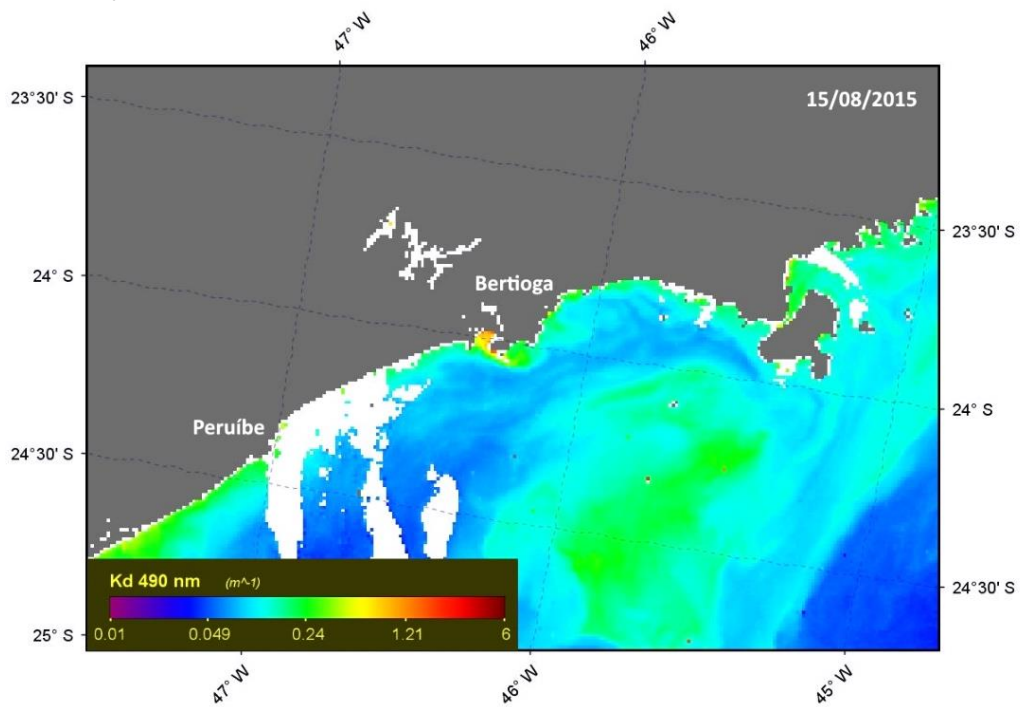 47° W
46° W
23°30' S
15/08/2015
23°30' S
24° S
Bertioga
24° S
Peruíbe
24°30' S
Kd 490 nm (m^-1)
0.01 0.049 0.24 1.21 6
24°30' S
25° S
47° W
46° W
45° W